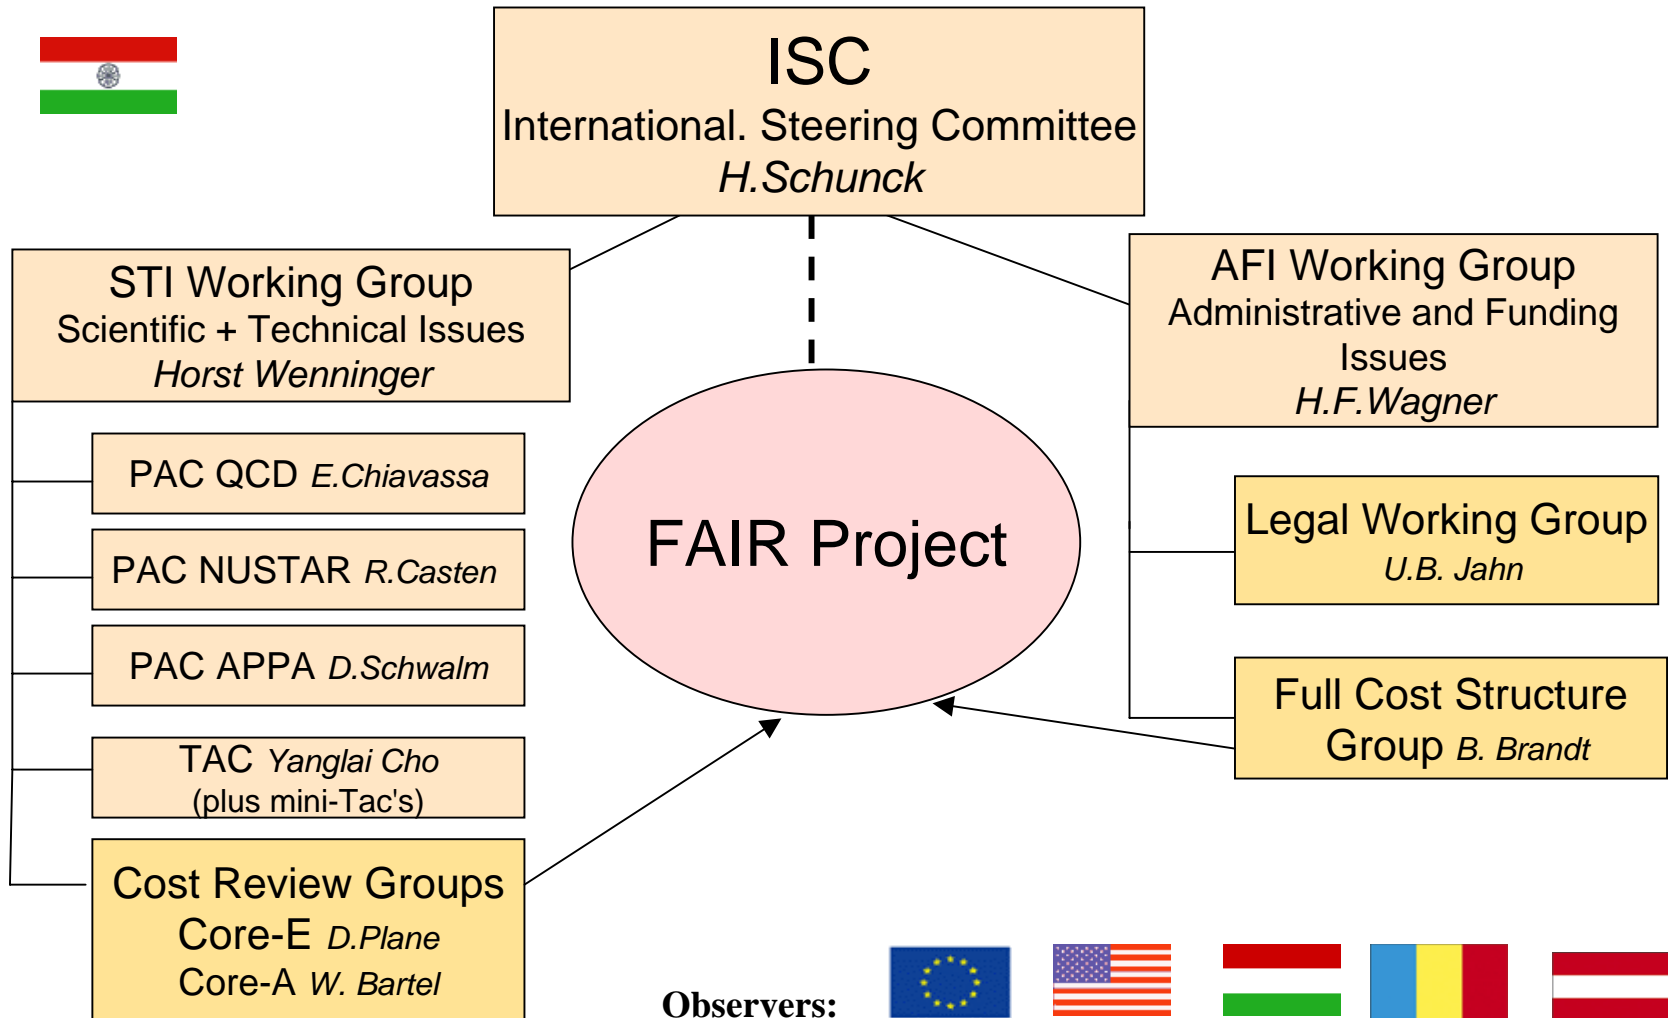 ISC
International. Steering Committee
H.Schunck
STI Working Group
Scientific + Technical Issues
Horst Wenninger
AFI Working Group
Administrative and Funding
Issues
H.F.Wagner
PAC QCD E.Chiavassa
PAC NUSTAR R.Casten
PAC APPA D.Schwalm
TAC Yanglai Cho
(plus mini-Tac's)
Cost Review Groups
Core-E D.Plane
Core-A W. Bartel
FAIR Project
Legal Working Group
U.B. Jahn
Full Cost Structure
Group B. Brandt
Observers: